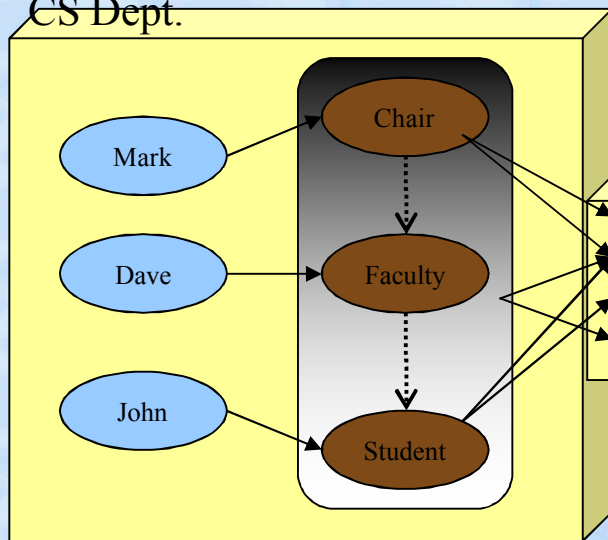 CS Dept.
Chair
Mark
Dave
Faculty
John
Student